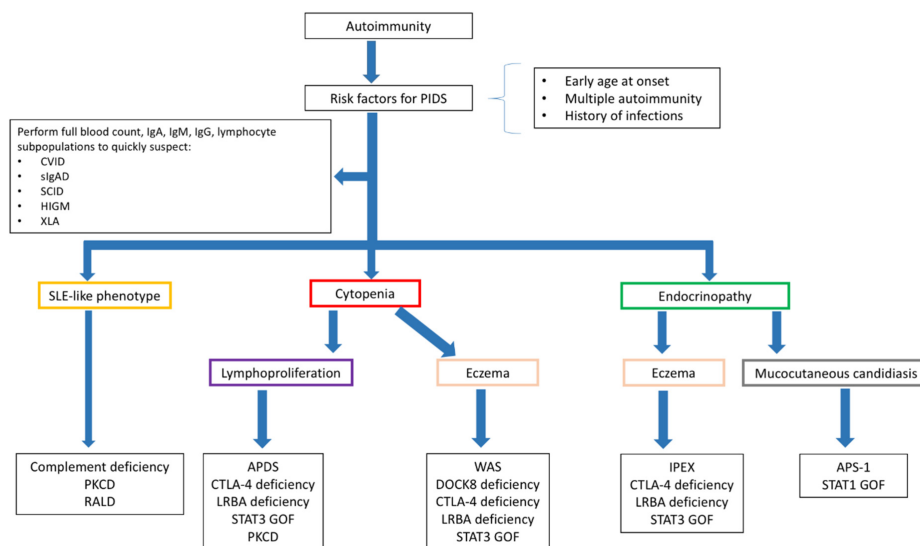 Autoimmunity
Risk factors for PIDS
• Early age at onset
• Multiple autoimmunity
• History of infections
Perform full blood count, IgA, IgM, IgG, lymphocyte
subpopulations to quickly suspect:
• CVID
• sIgAD
• SCID
• HIGM
• XLA
SLE-like phenotype
Cytopenia
Endocrinopathy
Lymphoproliferation
Eczema
Eczema
Mucocutaneous candidiasis
Complement deficiency
PKCD
RALD
APDS
CTLA-4 deficiency
LRBA deficiency
STAT3 GOF
PKCD
WAS
DOCK8 deficiency
CTLA-4 deficiency
LRBA deficiency
STAT3 GOF
IPEX
CTLA-4 deficiency
LRBA deficiency
STAT3 GOF
APS-1
STAT1 GOF